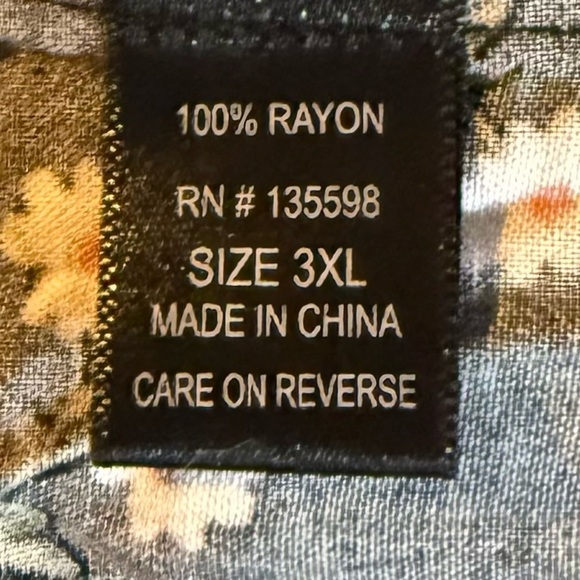 100% RAYON
RN # 135598
SIZE 3XL
MADE IN CHINA
CARE ON REVERSE